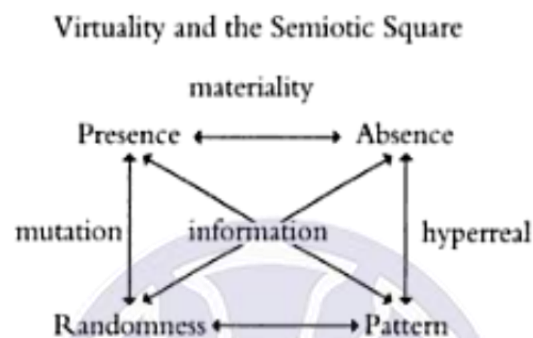 Virtuality and the Semiotic Square
materiality
Presence Absence
mutation information hyperreal
Randomness Pattern